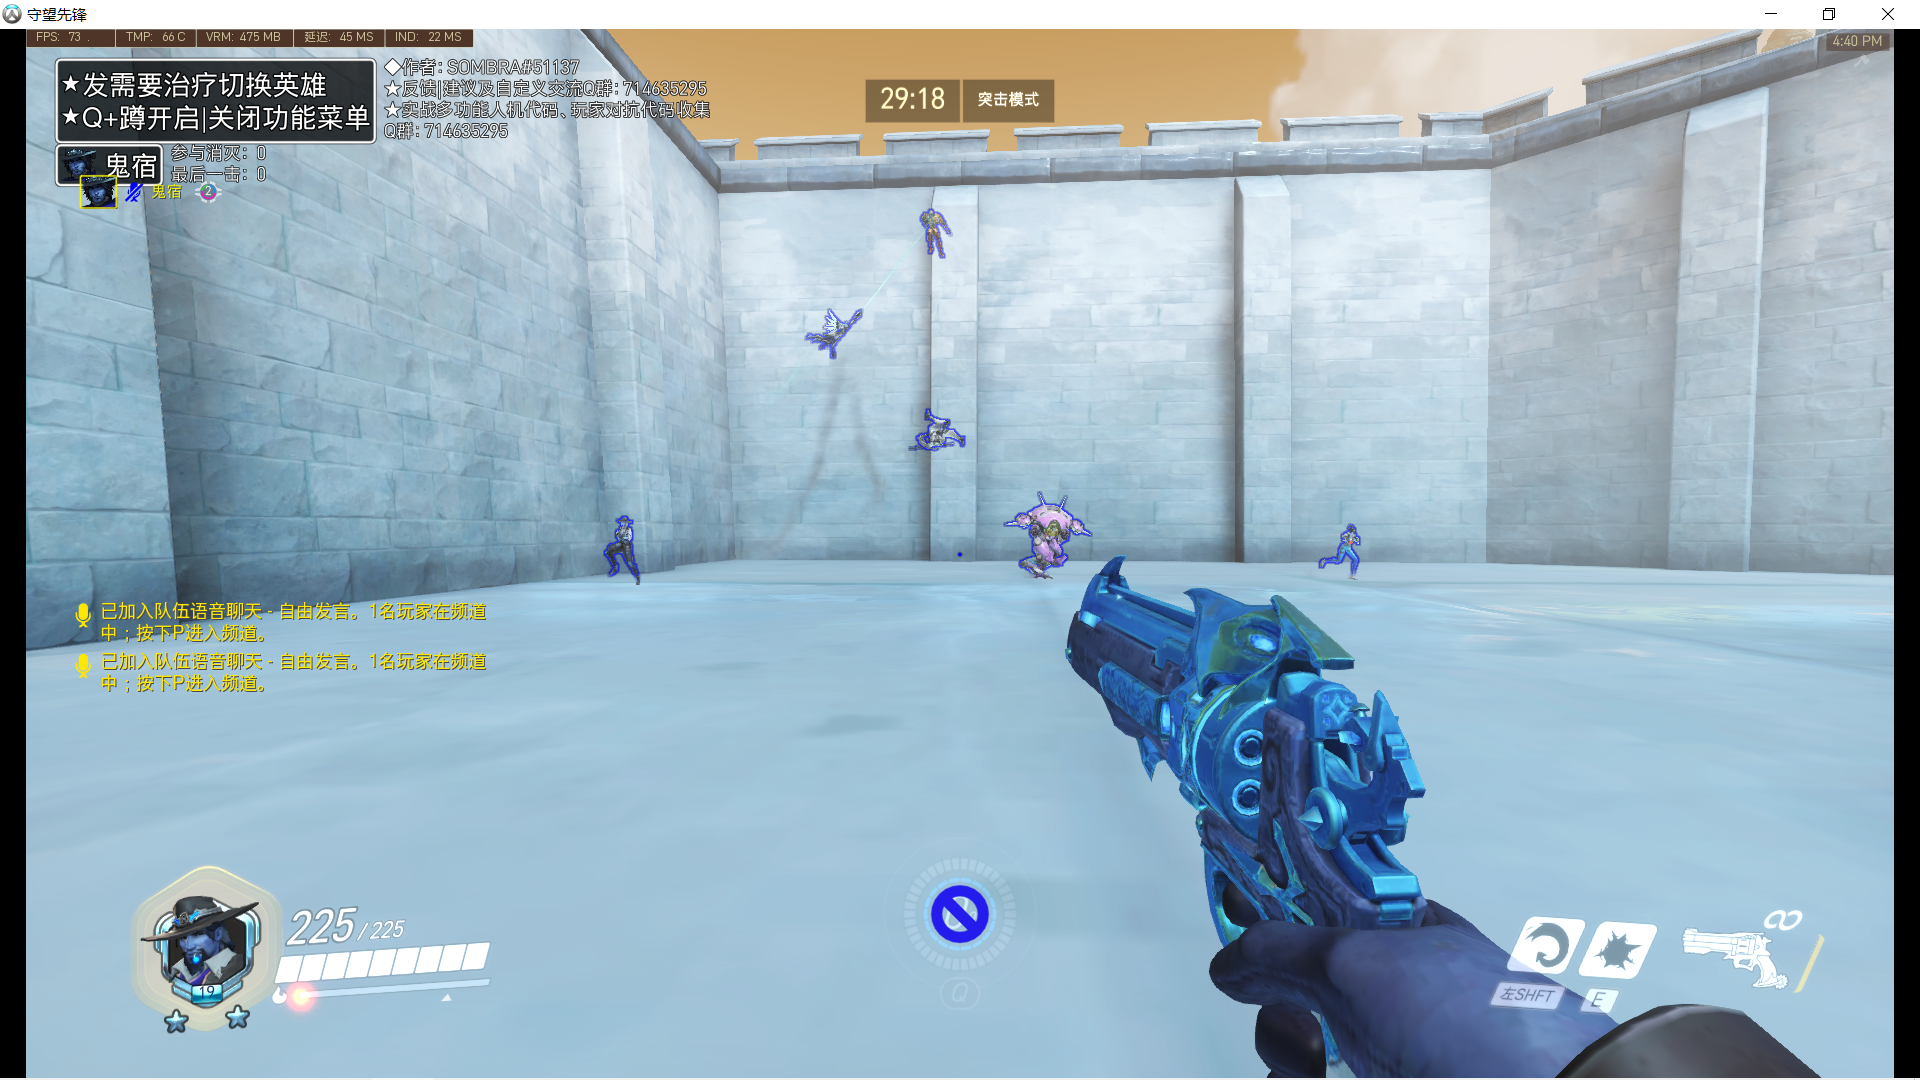 守望先锋
FPS: 73 .
TMP: 66 C
VRM: 475 MB
延迟: 45 MS
IND: 22 MS
4:40 PM
★发需要治疗切换英雄
★Q+蹲开启|关闭功能菜单
◇作者: SOMBRA#51137
★反馈|建议及自定义交流Q群: 714635295
★实战多功能人机代码、玩家对抗代码收集
Q群: 714635295
29:18
突击模式
鬼宿
参与消灭: 0
最后一击: 0
鬼宿
2
已加入队伍语音聊天 - 自由发言。1名玩家在频道
中；按下P进入频道。
已加入队伍语音聊天 - 自由发言。1名玩家在频道
中；按下P进入频道。
225/225
19
Q
左SHFT
E
∞